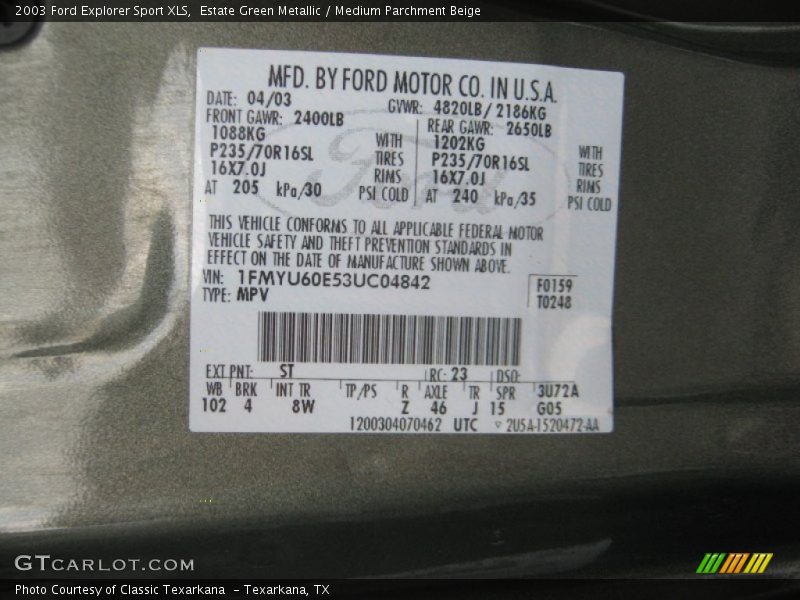 2003 Ford Explorer Sport XLS,  Estate Green Metallic / Medium Parchment Beige
MFD. BY FORD MOTOR CO. IN U.S.A.
DATE: 04/03 GVWR: 4820LB/ 2186KG
FRONT GAWR: 2400LB REAR GAWR: 2650LB
1088KG WITH 1202KG WITH
P235/70R16SL TIRES P235/70R16SL TIRES
16X7.0J RIMS 16X7.0J RIMS
AT 205 kPa/30 PSI COLD AT 240 kPa/35 PSI COLD
Ford
THIS VEHICLE CONFORMS TO ALL APPLICABLE FEDERAL MOTOR
VEHICLE SAFETY AND THEFT PREVENTION STANDARDS IN
EFFECT ON THE DATE OF MANUFACTURE SHOWN ABOVE.
VIN: 1FMYU60E53UC04842 F0159
TYPE: MPV T0248
EXT PNT: ST RC: 23 DSO:
WB BRK INT TR TP/PS R AXLE TR SPR 3U72A
102 4 8W Z 46 J 15 G05
1200304070462 UTC ▽ 2U5A-1520472-AA
GTCARLOT.COM
Photo Courtesy of Classic Texarkana  - Texarkana, TX